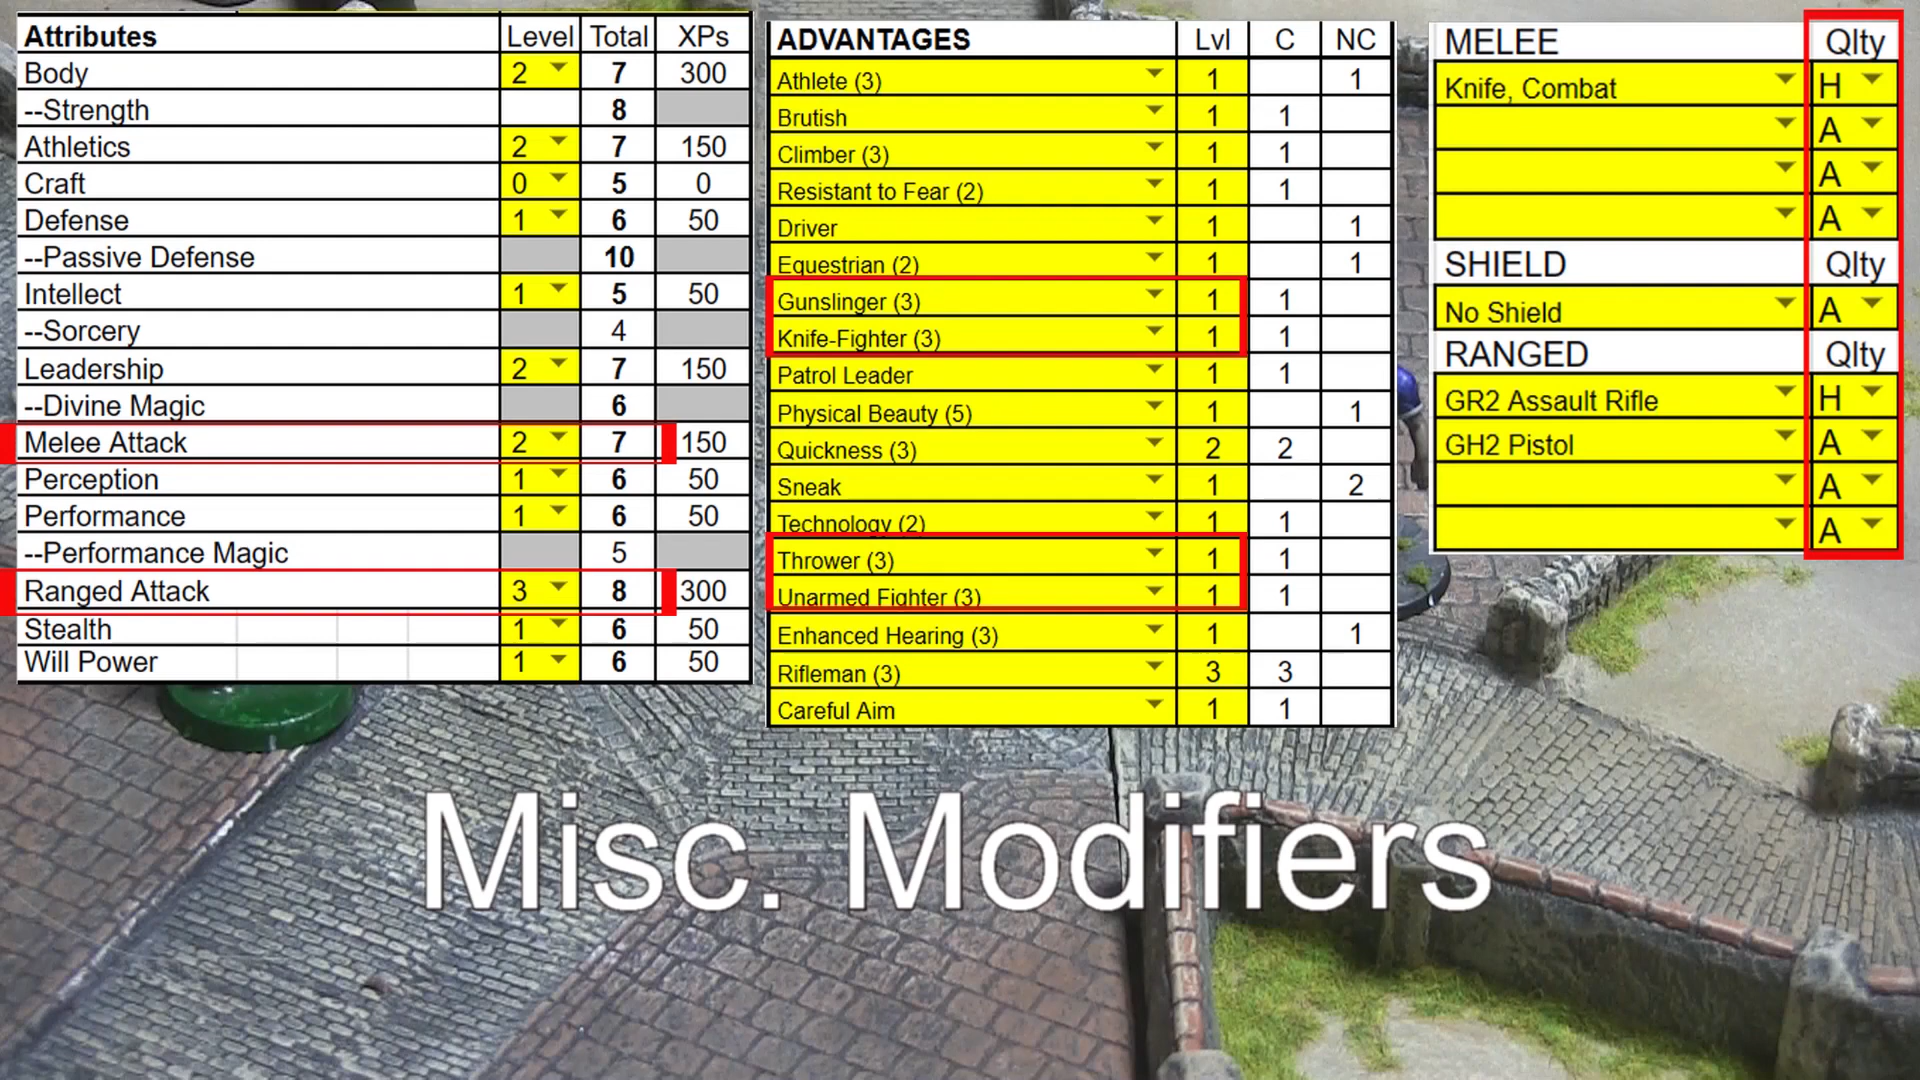 Attributes Level Total XPs
Body 2 7 300
--Strength 8
Athletics 2 7 150
Craft 0 5 0
Defense 1 6 50
--Passive Defense 10
Intellect 1 5 50
--Sorcery 4
Leadership 2 7 150
--Divine Magic 6
Melee Attack 2 7 150
Perception 1 6 50
Performance 1 6 50
--Performance Magic 5
Ranged Attack 3 8 300
Stealth 1 6 50
Will Power 1 6 50
ADVANTAGES Lvl C NC
Athlete (3) 1 1
Brutish 1 1
Climber (3) 1 1
Resistant to Fear (2) 1 1
Driver 1 1
Equestrian (2) 1 1
Gunslinger (3) 1 1
Knife-Fighter (3) 1 1
Patrol Leader 1 1
Physical Beauty (5) 1 1
Quickness (3) 2 2
Sneak 1 2
Technology (2) 1 1
Thrower (3) 1 1
Unarmed Fighter (3) 1 1
Enhanced Hearing (3) 1 1
Rifleman (3) 3 3
Careful Aim 1 1
MELEE Qlty
Knife, Combat H
A
A
A
SHIELD Qlty
No Shield A
RANGED Qlty
GR2 Assault Rifle H
GH2 Pistol A
A
A
Misc. Modifiers